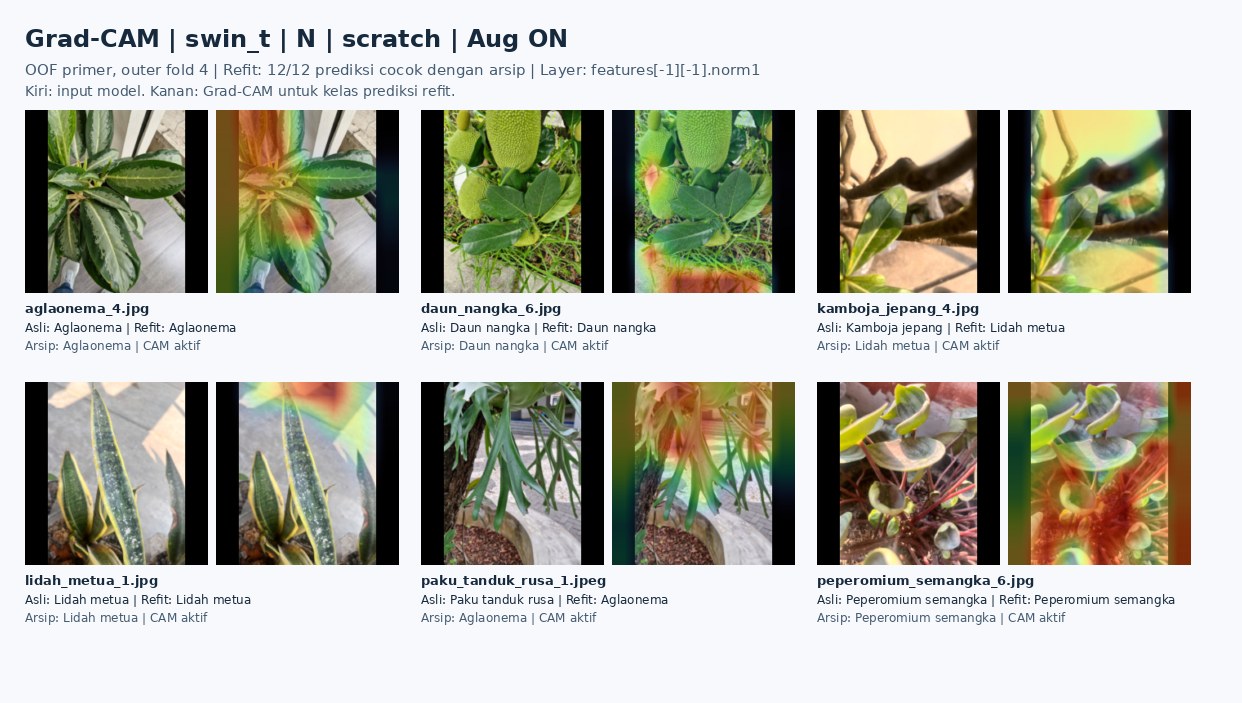 Grad-CAM | swin_t | N | scratch | Aug ON
OOF primer, outer fold 4 | Refit: 12/12 prediksi cocok dengan arsip | Layer: features[-1][-1].norm1
Kiri: input model. Kanan: Grad-CAM untuk kelas prediksi refit.
aglaonema_4.jpg
Asli: Aglaonema | Refit: Aglaonema
Arsip: Aglaonema | CAM aktif
daun_nangka_6.jpg
Asli: Daun nangka | Refit: Daun nangka
Arsip: Daun nangka | CAM aktif
kamboja_jepang_4.jpg
Asli: Kamboja jepang | Refit: Lidah metua
Arsip: Lidah metua | CAM aktif
lidah_metua_1.jpg
Asli: Lidah metua | Refit: Lidah metua
Arsip: Lidah metua | CAM aktif
paku_tanduk_rusa_1.jpeg
Asli: Paku tanduk rusa | Refit: Aglaonema
Arsip: Aglaonema | CAM aktif
peperomium_semangka_6.jpg
Asli: Peperomium semangka | Refit: Peperomium semangka
Arsip: Peperomium semangka | CAM aktif